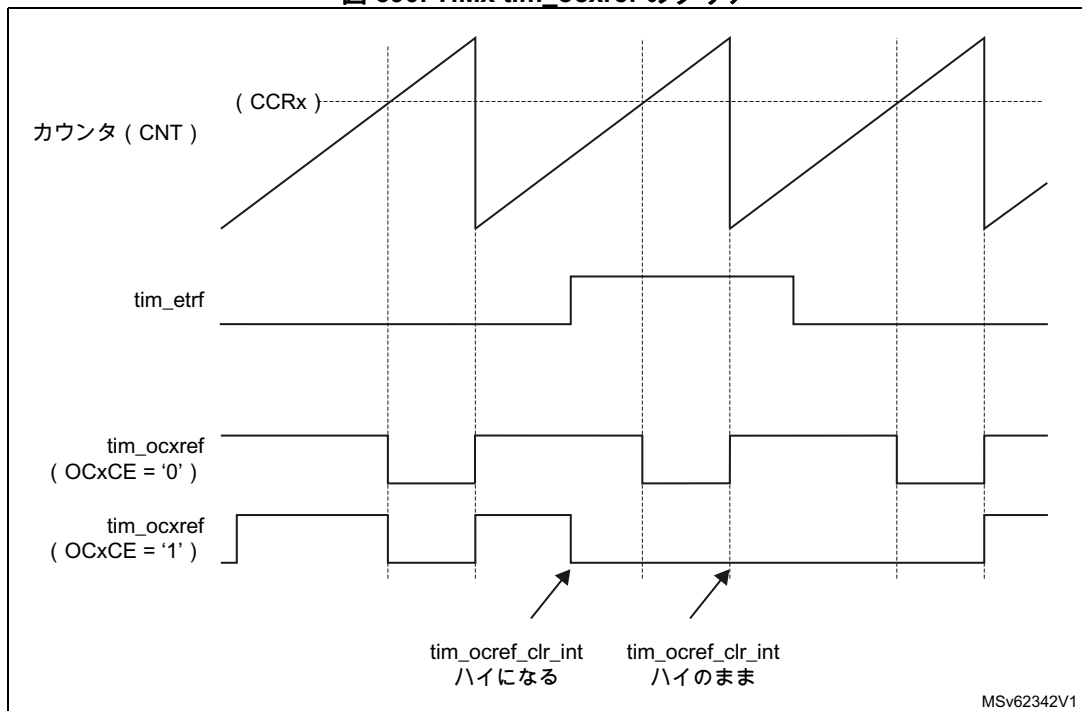 ( CCRx )
カウンタ ( CNT )
tim_etrf
tim_ocxref
( OCxCE = ‘0’ )
tim_ocxref
( OCxCE = ‘1’ )
tim_ocref_clr_int
ハイになる
tim_ocref_clr_int
ハイのまま
MSv62342V1